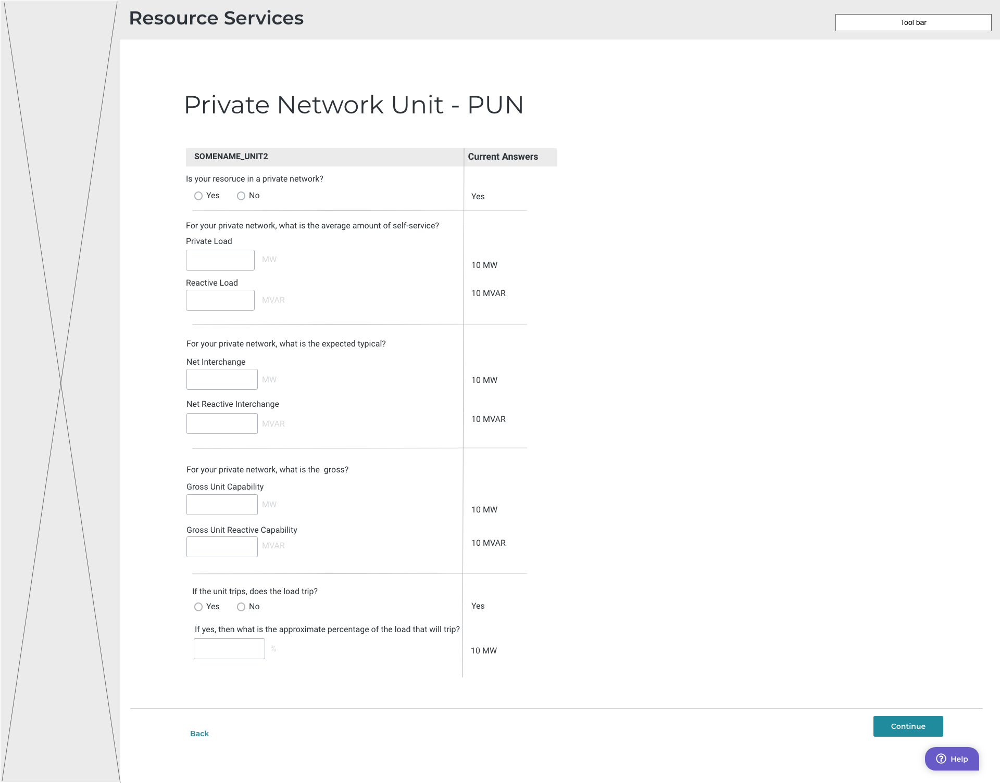 Resource Services
Tool bar
Private Network Unit - PUN
SOMENAME_UNIT2
Current Answers
Is your resoruce in a private network?
Yes
No
Yes
For your private network, what is the average amount of self-service?
Private Load
MW
10 MW
Reactive Load
MVAR
10 MVAR
For your private network, what is the expected typical?
Net Interchange
MW
10 MW
Net Reactive Interchange
MVAR
10 MVAR
For your private network, what is the  gross?
Gross Unit Capability
MW
10 MW
Gross Unit Reactive Capability
MVAR
10 MVAR
If the unit trips, does the load trip?
Yes
No
Yes
If yes, then what is the approximate percentage of the load that will trip?
%
10 MW
Back
Continue
Help